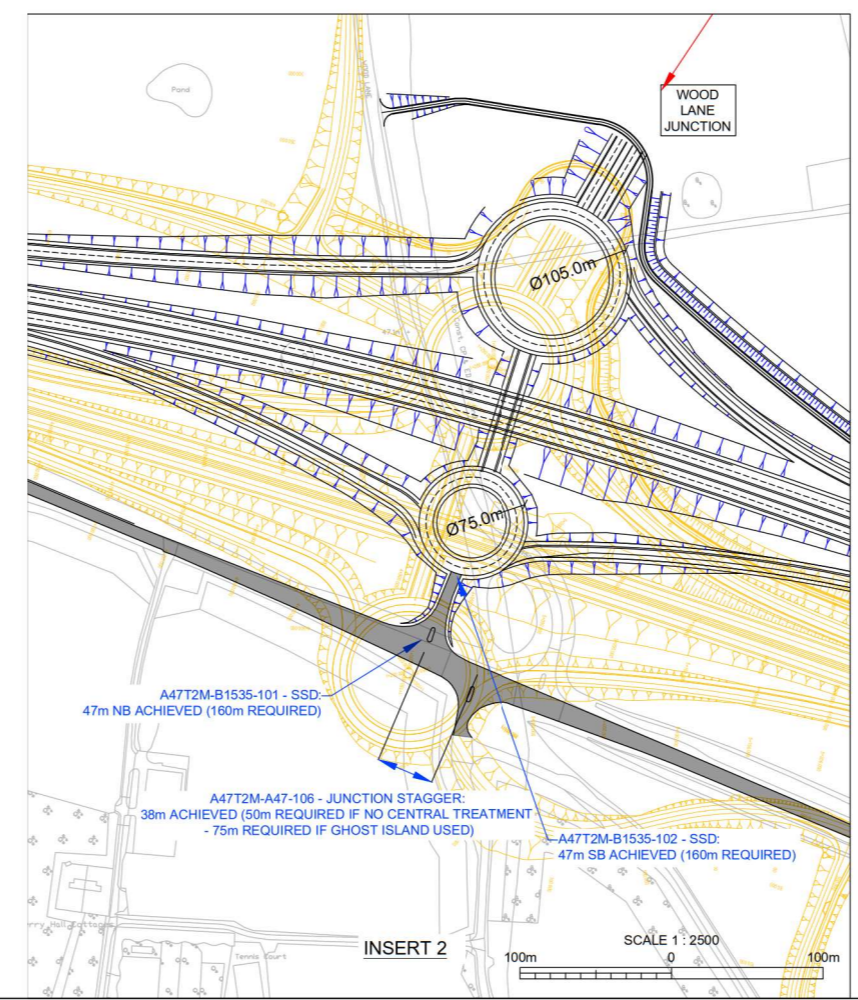 WOOD
LANE
JUNCTION
Pond
WOOD LANE
Ø105.0m
Ø75.0m
A47T2M-B1535-101 - SSD:
47m NB ACHIEVED (160m REQUIRED)
A47T2M-A47-106 - JUNCTION STAGGER:
38m ACHIEVED (50m REQUIRED IF NO CENTRAL TREATMENT
- 75m REQUIRED IF GHOST ISLAND USED)
A47T2M-B1535-102 - SSD:
47m SB ACHIEVED (160m REQUIRED)
INSERT 2
Tennis Court
SCALE 1 : 2500
100m
0
100m